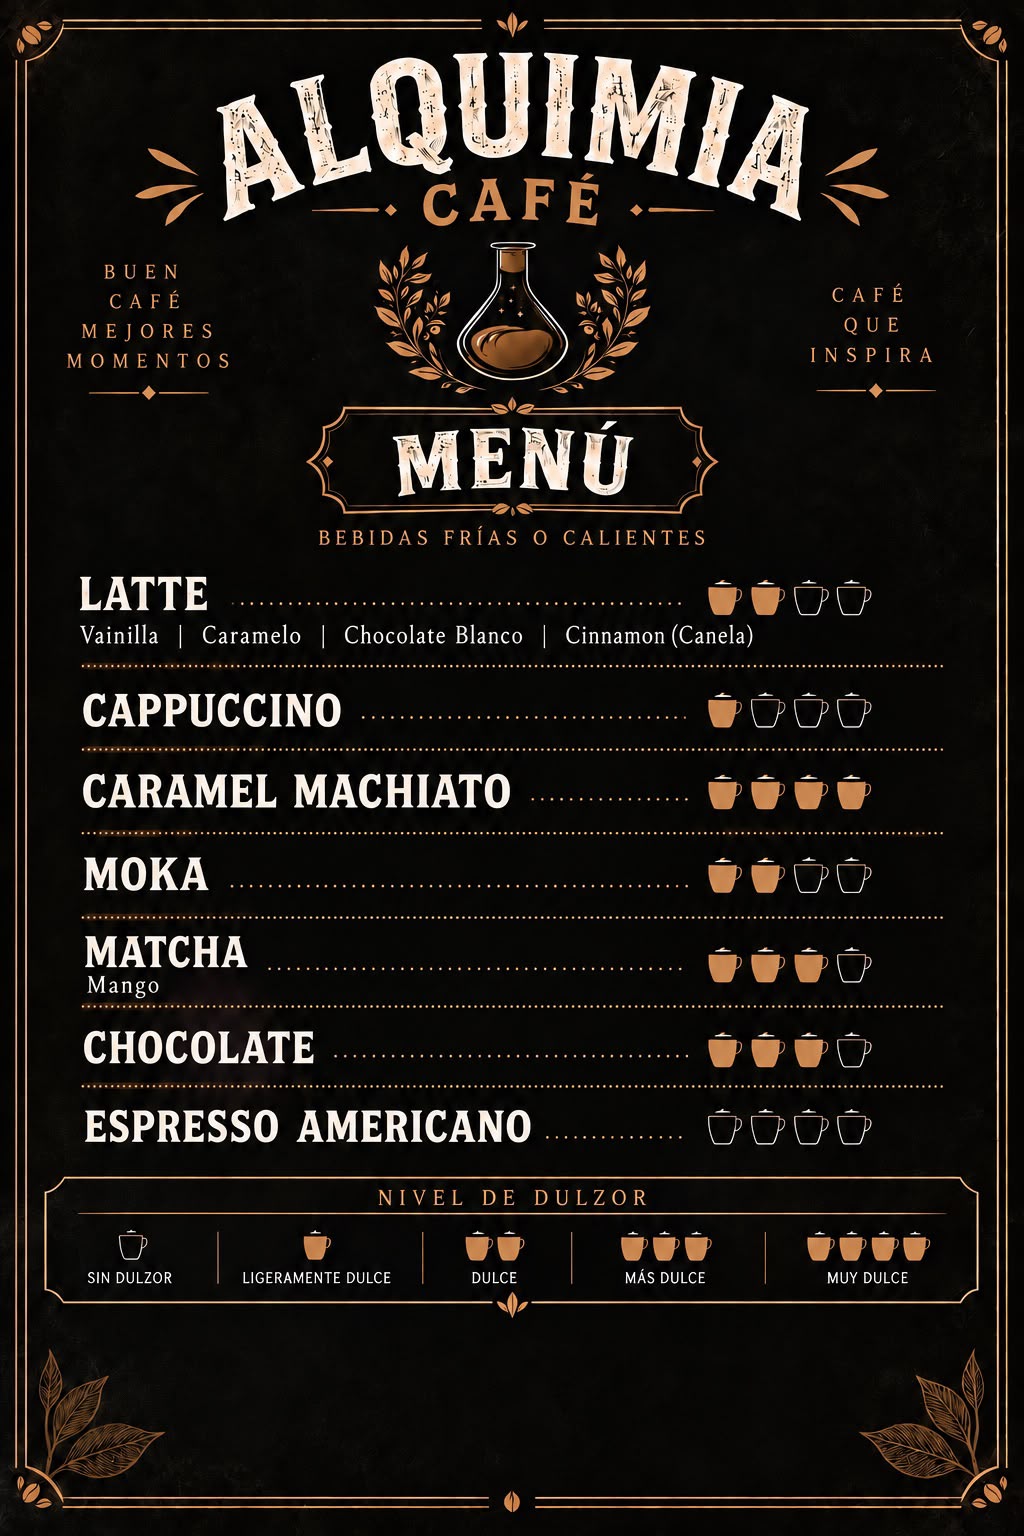 ALQUIMIA
CAFÉ
BUEN
CAFÉ
MEJORES
MOMENTOS
CAFÉ
QUE
INSPIRA
MENÚ
BEBIDAS FRÍAS O CALIENTES
LATTE
Vainilla | Caramelo | Chocolate Blanco | Cinnamon (Canela)
CAPPUCCINO
CARAMEL MACHIATO
MOKA
MATCHA
Mango
CHOCOLATE
ESPRESSO AMERICANO
NIVEL DE DULZOR
SIN DULZOR LIGERAMENTE DULCE DULCE MÁS DULCE MUY DULCE